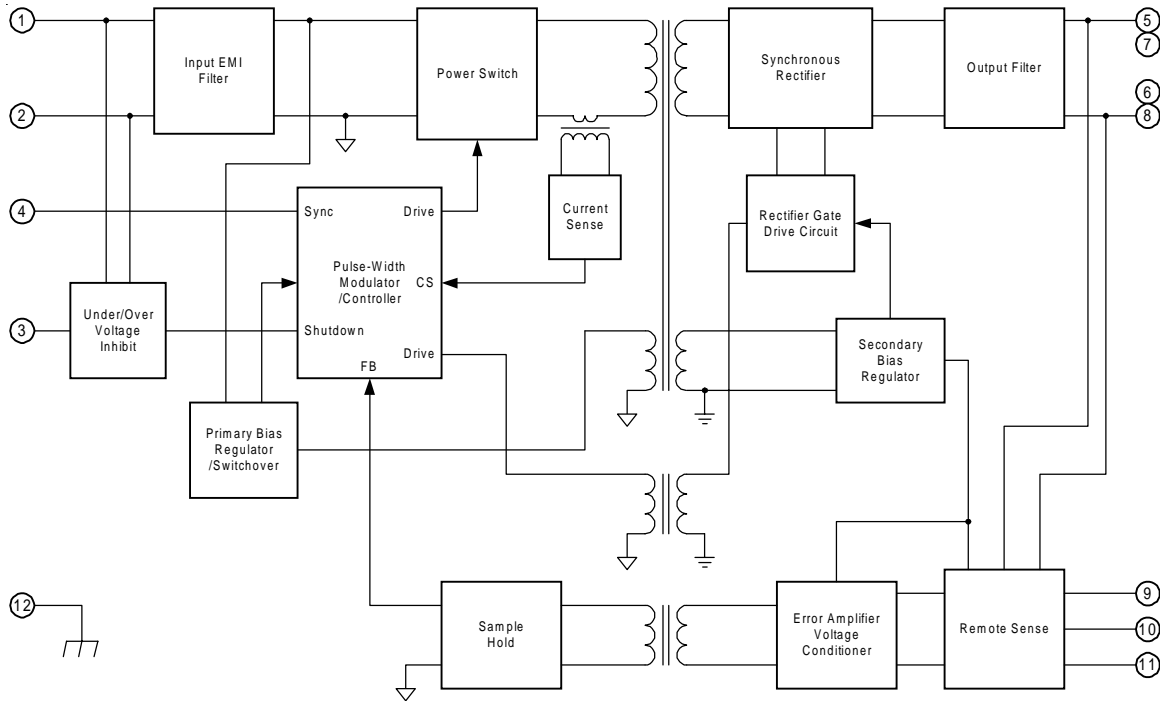 1
Input EMI
Filter
Power Switch
Synchronous
Rectifier
Output Filter
5
7
2
6
8
4
Sync
Drive
Current
Sense
Rectifier Gate
Drive Circuit
Pulse-Width
Modulator
/Controller
CS
3
Under/Over
Voltage
Inhibit
Shutdown
Drive
FB
Secondary
Bias
Regulator
Primary Bias
Regulator
/Switchover
12
Sample
Hold
Error Amplifier
Voltage
Conditioner
Remote Sense
9
10
11